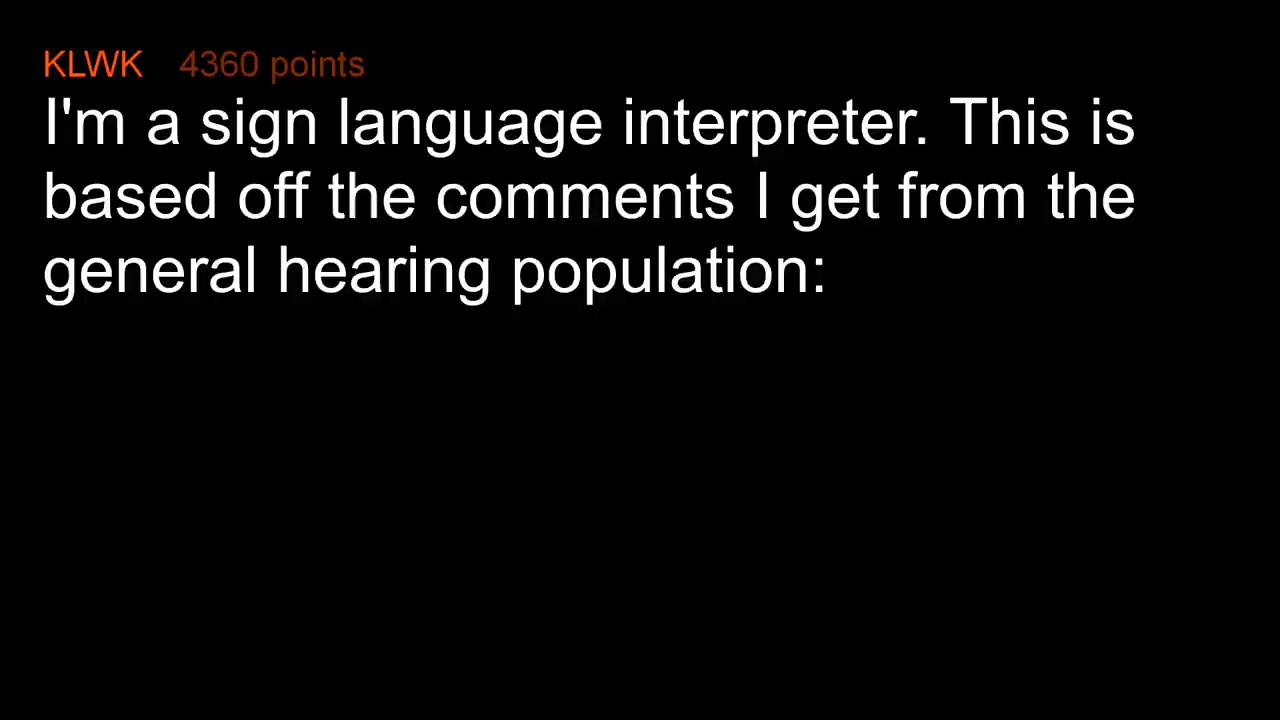 KLWK 4360 points
I'm a sign language interpreter. This is
based off the comments I get from the
general hearing population: